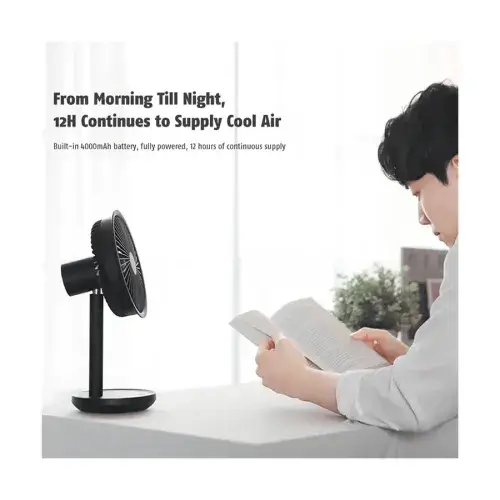 From Morning Till Night,
12H Continues to Supply Cool Air
Built-in 4000mAh battery, fully powered, 12 hours of continuous supply